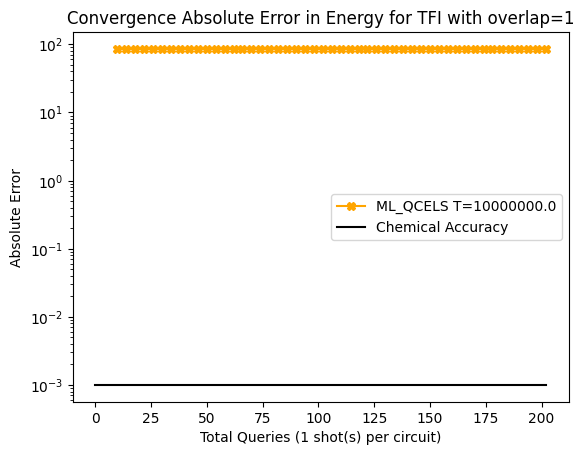 Convergence Absolute Error in Energy for TFI with overlap=1
Absolute Error
10²
10¹
10⁰
10⁻¹
10⁻²
10⁻³
ML_QCELS T=10000000.0
Chemical Accuracy
0 25 50 75 100 125 150 175 200
Total Queries (1 shot(s) per circuit)